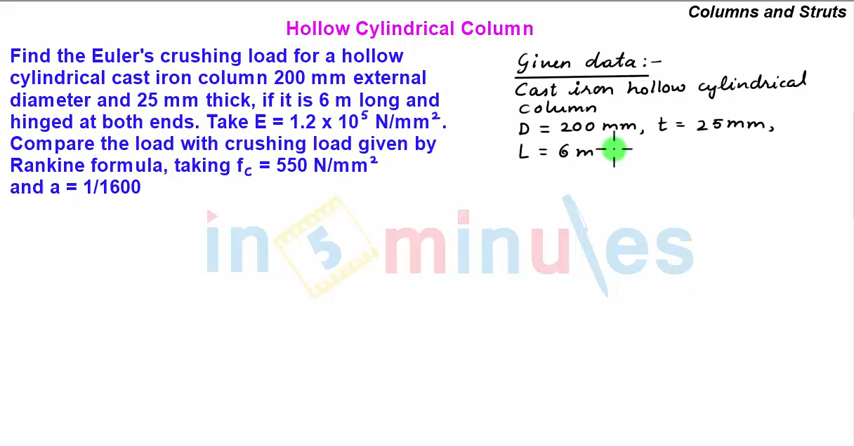 Columns and Struts
Hollow Cylindrical Column
Find the Euler's crushing load for a hollow
cylindrical cast iron column 200 mm external
diameter and 25 mm thick, if it is 6 m long and
hinged at both ends. Take E = 1.2 x 10⁵ N/mm².
Compare the load with crushing load given by
Rankine formula, taking f_C = 550 N/mm²
and a = 1/1600
Given data:-
Cast iron hollow cylindrical
column
D = 200 mm, t = 25mm,
L = 6 m
in 5 minutes